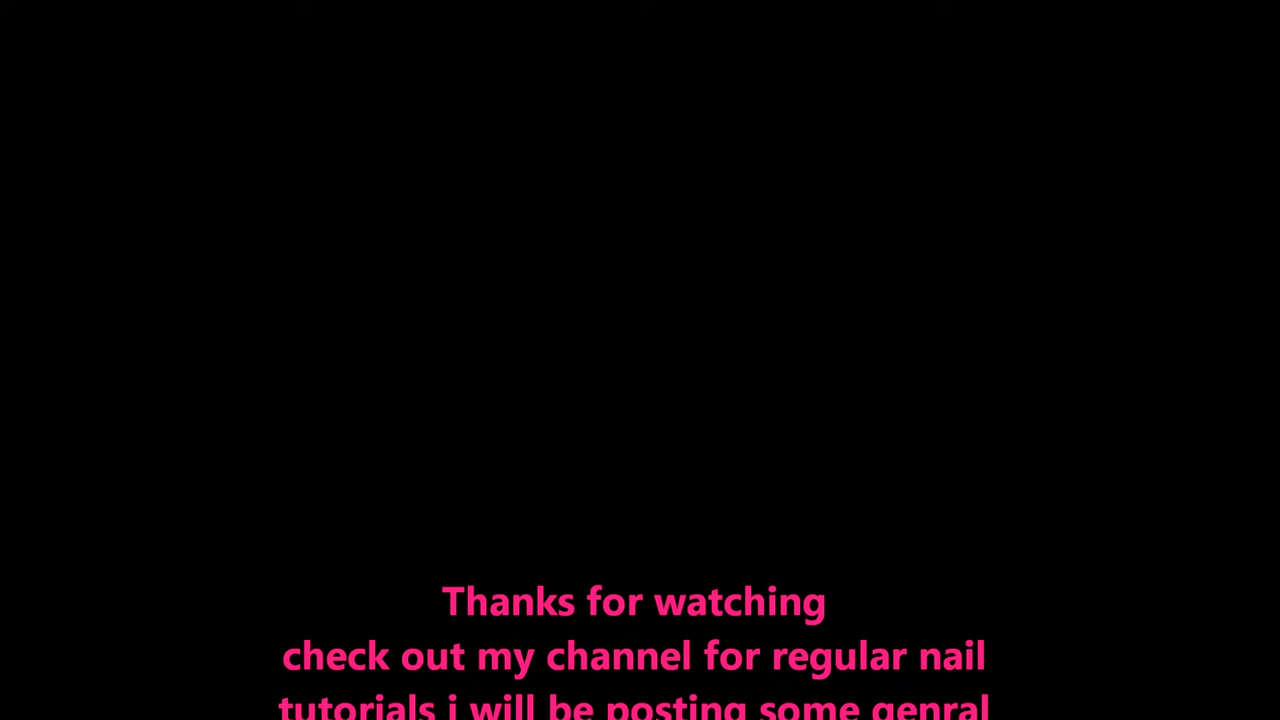 Thanks for watching
check out my channel for regular nail
tutorials i will be posting some genral